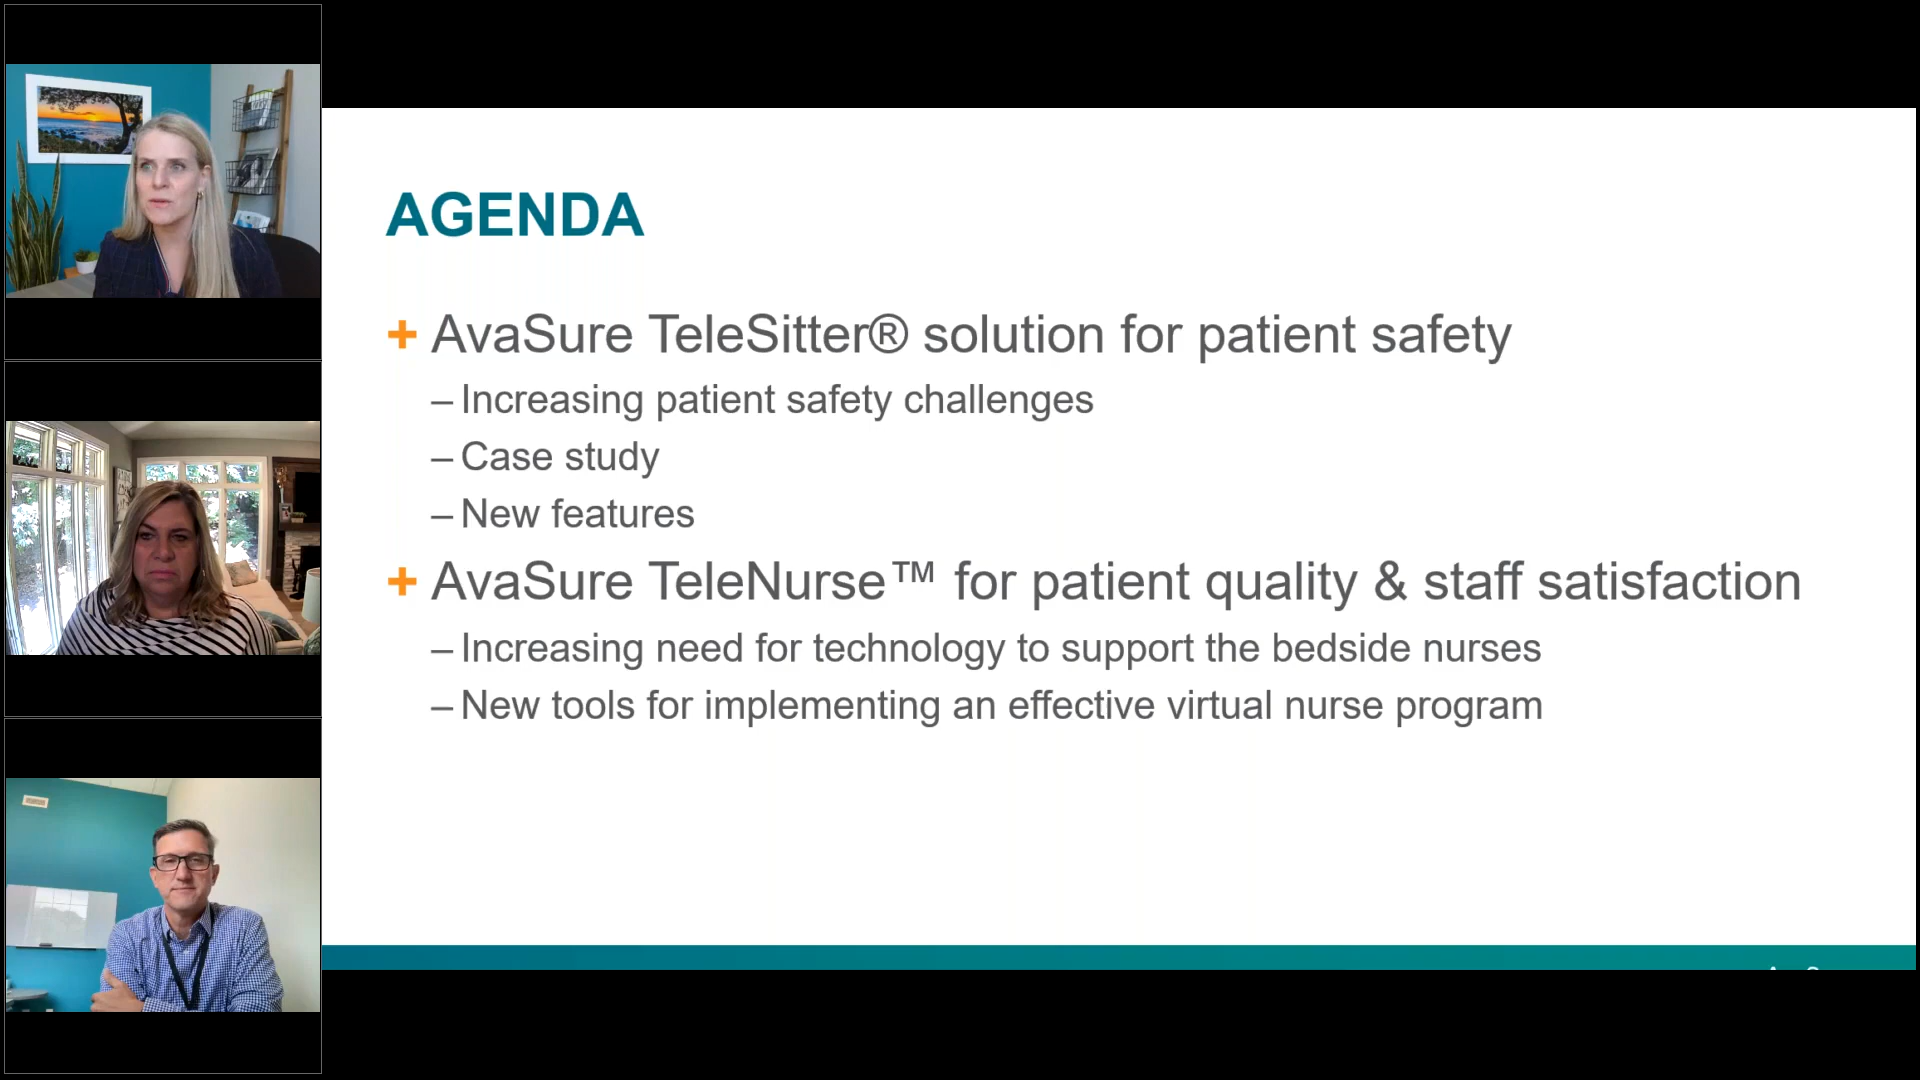 AGENDA
+ AvaSure TeleSitter® solution for patient safety
– Increasing patient safety challenges
– Case study
– New features
+ AvaSure TeleNurse™ for patient quality & staff satisfaction
– Increasing need for technology to support the bedside nurses
– New tools for implementing an effective virtual nurse program